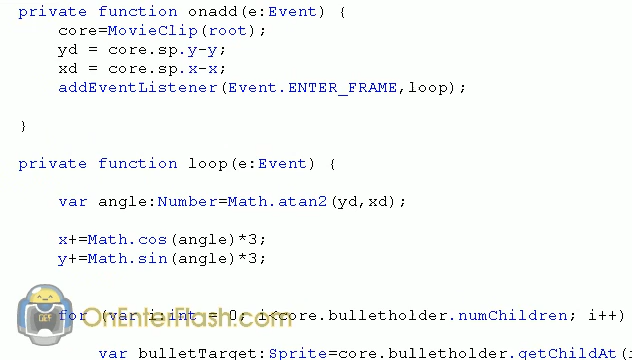 private function onadd(e:Event) {
core=MovieClip(root);
yd = core.sp.y-y;
xd = core.sp.x-x;
addEventListener(Event.ENTER_FRAME,loop);
}
private function loop(e:Event) {
var angle:Number=Math.atan2(yd,xd);
x+=Math.cos(angle)*3;
y+=Math.sin(angle)*3;
OnEnterFlash.com
for (var i:int = 0; i<core.bulletholder.numChildren; i++)
var bulletTarget:Sprite=core.bulletholder.getChildAt(